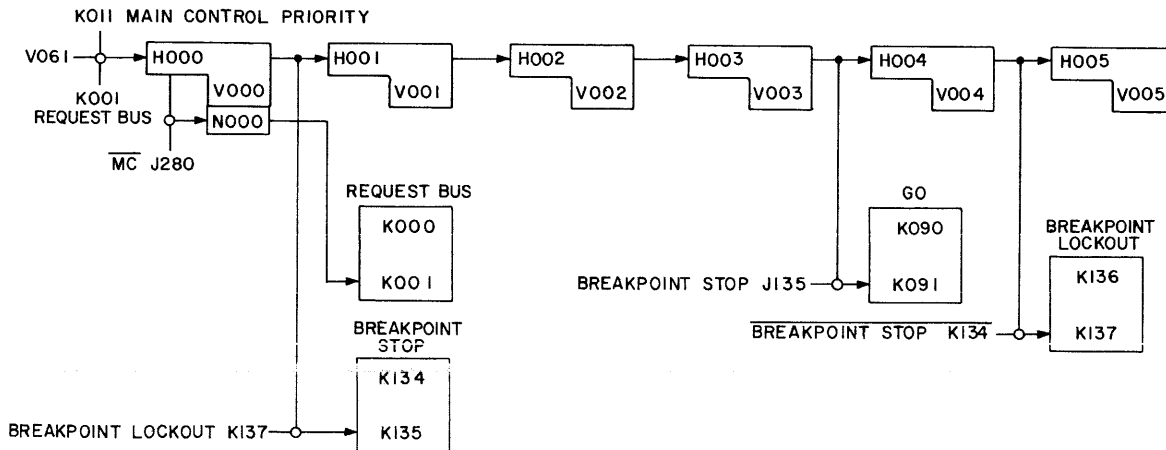 K011 MAIN CONTROL PRIORITY
V061
H000
V000
K001
REQUEST BUS
N000
MC J280
H001
V001
H002
V002
H003
V003
H004
V004
H005
V005
REQUEST BUS
K000
K001
GO
K090
K091
BREAKPOINT STOP J135
BREAKPOINT
LOCKOUT
K136
K137
BREAKPOINT STOP K134
BREAKPOINT
STOP
K134
K135
BREAKPOINT LOCKOUT K137